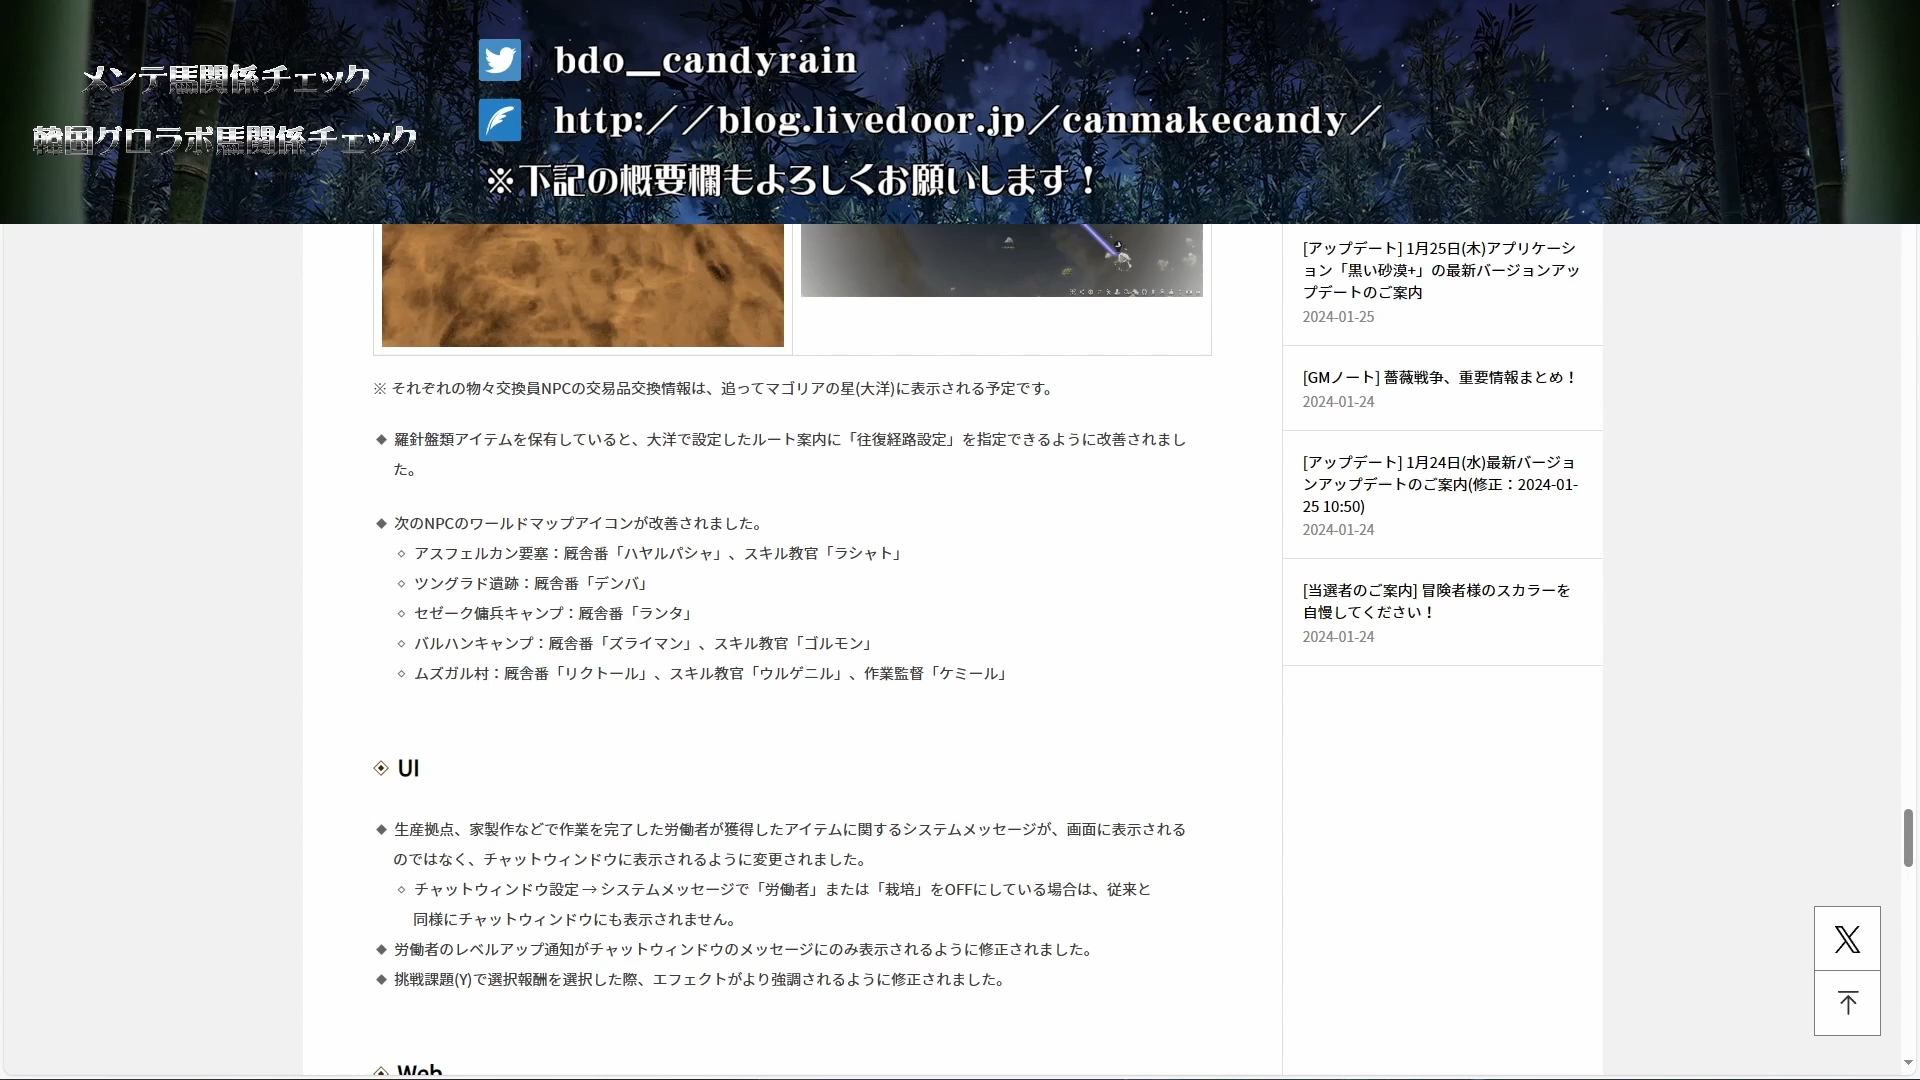 メンテ馬関係チェック
韓国グロラボ馬関係チェック
bdo__candyrain
http://blog.livedoor.jp/canmakecandy/
※下記の概要欄もよろしくお願いします！
※ それぞれの物々交換員NPCの交易品交換情報は、追ってマゴリアの星(大洋)に表示される予定です。
◆ 羅針盤類アイテムを保有していると、大洋で設定したルート案内に「往復経路設定」を指定できるように改善されまし
た。
◆ 次のNPCのワールドマップアイコンが改善されました。
◇ アスフェルカン要塞：厩舎番「ハヤルパシャ」、スキル教官「ラシャト」
◇ ツングラド遺跡：厩舎番「デンバ」
◇ セゼーク傭兵キャンプ：厩舎番「ランタ」
◇ バルハンキャンプ：厩舎番「ズライマン」、スキル教官「ゴルモン」
◇ ムズガル村：厩舎番「リクトール」、スキル教官「ウルゲニル」、作業監督「ケミール」
UI
◆ 生産拠点、家製作などで作業を完了した労働者が獲得したアイテムに関するシステムメッセージが、画面に表示される
のではなく、チャットウィンドウに表示されるように変更されました。
◇ チャットウィンドウ設定 → システムメッセージで「労働者」または「栽培」をOFFにしている場合は、従来と
同様にチャットウィンドウにも表示されません。
◆ 労働者のレベルアップ通知がチャットウィンドウのメッセージにのみ表示されるように修正されました。
◆ 挑戦課題(Y)で選択報酬を選択した際、エフェクトがより強調されるように修正されました。
Web
[アップデート] 1月25日(木)アプリケーシ
ョン「黒い砂漠+」の最新バージョンアッ
プデートのご案内
2024-01-25
[GMノート] 薔薇戦争、重要情報まとめ！
2024-01-24
[アップデート] 1月24日(水)最新バージョ
ンアップデートのご案内(修正：2024-01-
25 10:50)
2024-01-24
[当選者のご案内] 冒険者様のスカラーを
自慢してください！
2024-01-24